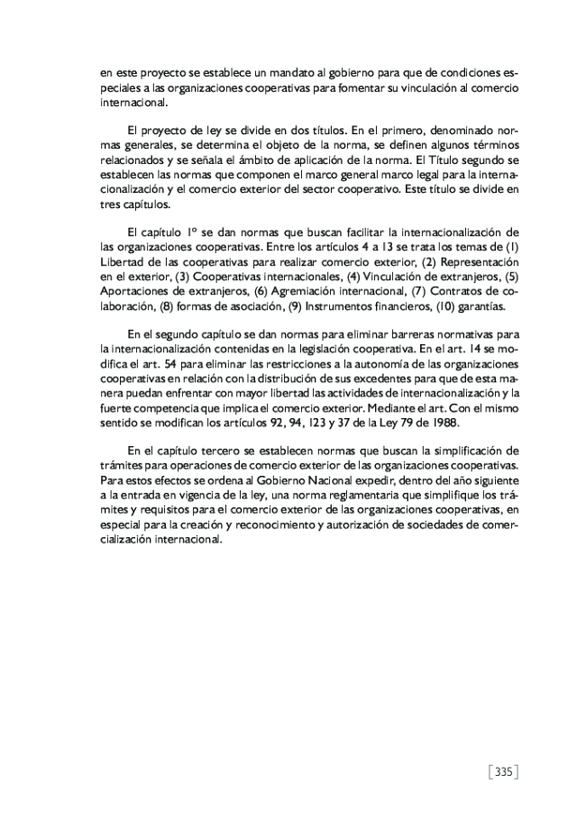 en este proyecto se establece un mandato al gobierno para que de condiciones es-
peciales a las organizaciones cooperativas para fomentar su vinculación al comercio
internacional.
El proyecto de ley se divide en dos títulos. En el primero, denominado nor-
mas generales, se determina el objeto de la norma, se definen algunos términos
relacionados y se señala el ámbito de aplicación de la norma. El Título segundo se
establecen las normas que componen el marco general marco legal para la interna-
cionalización y el comercio exterior del sector cooperativo. Este título se divide en
tres capítulos.
El capítulo 1º se dan normas que buscan facilitar la internacionalización de
las organizaciones cooperativas. Entre los artículos 4 a 13 se trata los temas de (1)
Libertad de las cooperativas para realizar comercio exterior, (2) Representación
en el exterior, (3) Cooperativas internacionales, (4) Vinculación de extranjeros, (5)
Aportaciones de extranjeros, (6) Agremiación internacional, (7) Contratos de co-
laboración, (8) formas de asociación, (9) Instrumentos financieros, (10) garantías.
En el segundo capítulo se dan normas para eliminar barreras normativas para
la internacionalización contenidas en la legislación cooperativa. En el art. 14 se mo-
difica el art. 54 para eliminar las restricciones a la autonomía de las organizaciones
cooperativas en relación con la distribución de sus excedentes para que de esta ma-
nera puedan enfrentar con mayor libertad las actividades de internacionalización y la
fuerte competencia que implica el comercio exterior. Mediante el art. Con el mismo
sentido se modifican los artículos 92, 94, 123 y 37 de la Ley 79 de 1988.
En el capítulo tercero se establecen normas que buscan la simplificación de
trámites para operaciones de comercio exterior de las organizaciones cooperativas.
Para estos efectos se ordena al Gobierno Nacional expedir, dentro del año siguiente
a la entrada en vigencia de la ley, una norma reglamentaria que simplifique los trá-
mites y requisitos para el comercio exterior de las organizaciones cooperativas, en
especial para la creación y reconocimiento y autorización de sociedades de comer-
cialización internacional.
[335]